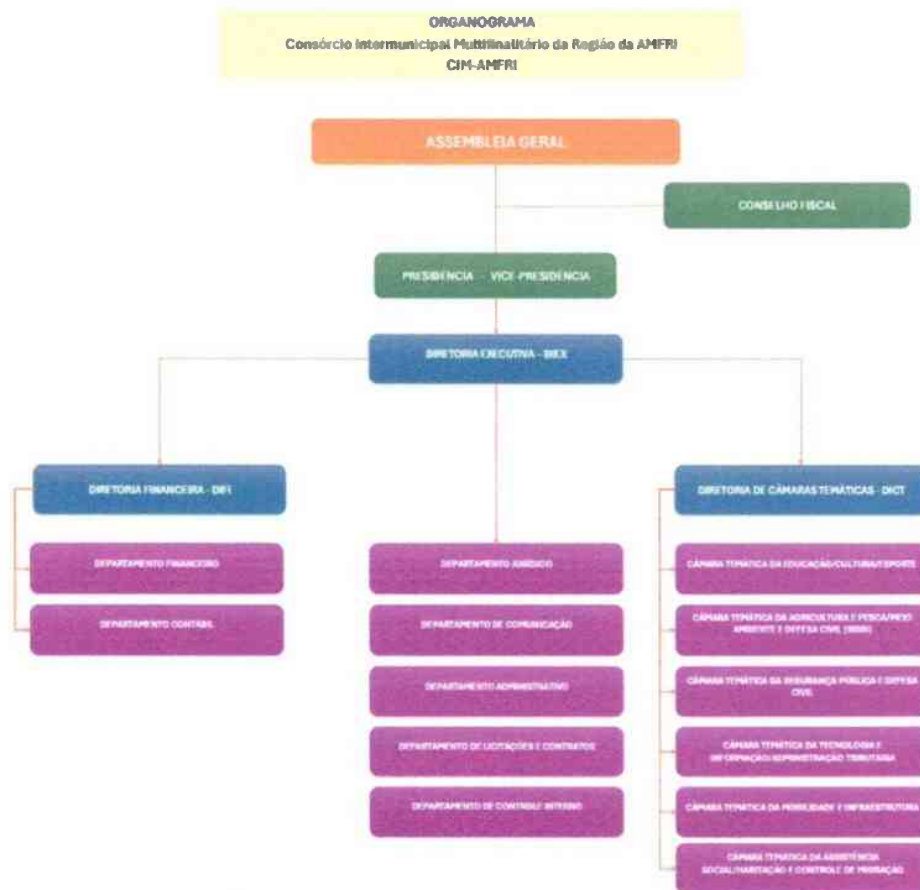 ORGANOGRAMA
Consórcio Intermunicipal Multifinalitário da Região da AMFRI
CIM-AMFRI
ASSEMBLEIA GERAL
CONSELHO FISCAL
PRESIDÊNCIA - VICE-PRESIDÊNCIA
DIRETORIA EXECUTIVA - DIEX
DIRETORIA FINANCEIRA - DIFI
DIRETORIA DE CÂMARAS TEMÁTICAS - DICT
DEPARTAMENTO FINANCEIRO
DEPARTAMENTO CONTÁBIL
DEPARTAMENTO JURÍDICO
DEPARTAMENTO DE COMUNICAÇÃO
DEPARTAMENTO ADMINISTRATIVO
DEPARTAMENTO DE LICITAÇÕES E CONTRATOS
DEPARTAMENTO DE CONTROLE INTERNO
CÂMARA TEMÁTICA DA EDUCAÇÃO/CULTURA/ESPORTE
CÂMARA TEMÁTICA DA AGRICULTURA E PESCA/MEIO
AMBIENTE E DEFESA CIVIL
CÂMARA TEMÁTICA DA SEGURANÇA PÚBLICA E DEFESA
CIVIL
CÂMARA TEMÁTICA DA TECNOLOGIA E
INFORMAÇÃO/ADMINISTRAÇÃO TRIBUTÁRIA
CÂMARA TEMÁTICA DA MOBILIDADE E INFRAESTRUTURA
CÂMARA TEMÁTICA DA ASSISTÊNCIA
SOCIAL/HABITAÇÃO E CONTROLE DE MIGRAÇÃO